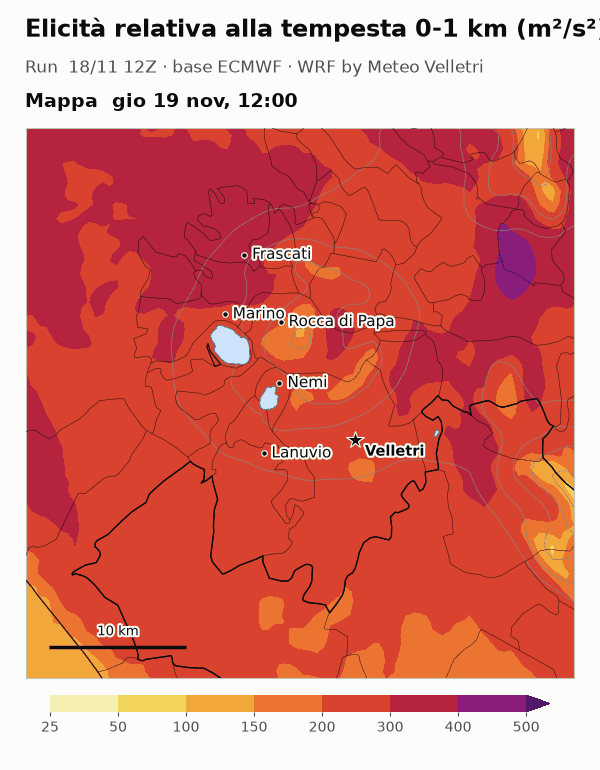 Elicità relativa alla tempesta 0-1 km (m²/s²)
Run  18/11 12Z · base ECMWF · WRF by Meteo Velletri
Mappa  gio 19 nov, 12:00
Frascati
Marino
Rocca di Papa
Nemi
Velletri
Lanuvio
10 km
25 50 100 150 200 300 400 500